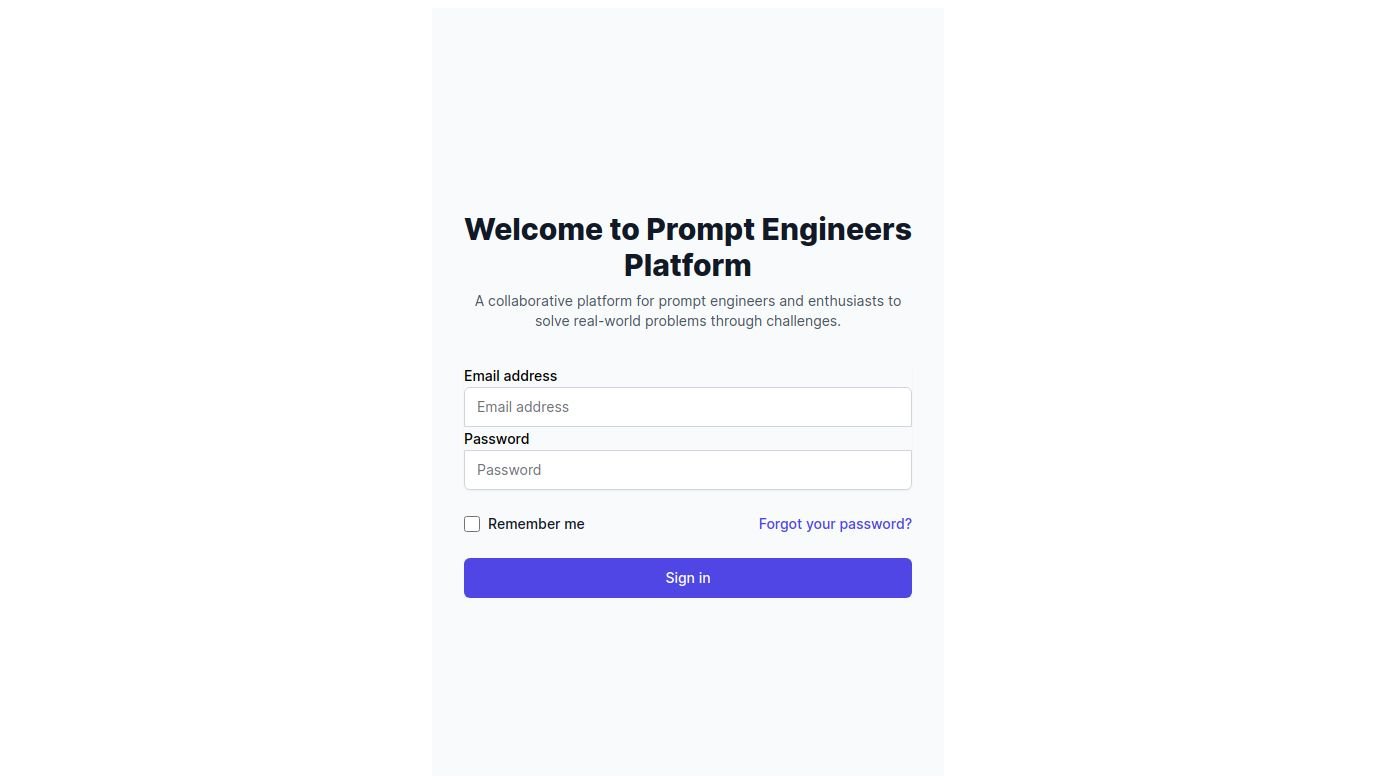 Welcome to Prompt Engineers
Platform
A collaborative platform for prompt engineers and enthusiasts to
solve real-world problems through challenges.
Email address
Email address
Password
Password
Remember me
Forgot your password?
Sign in